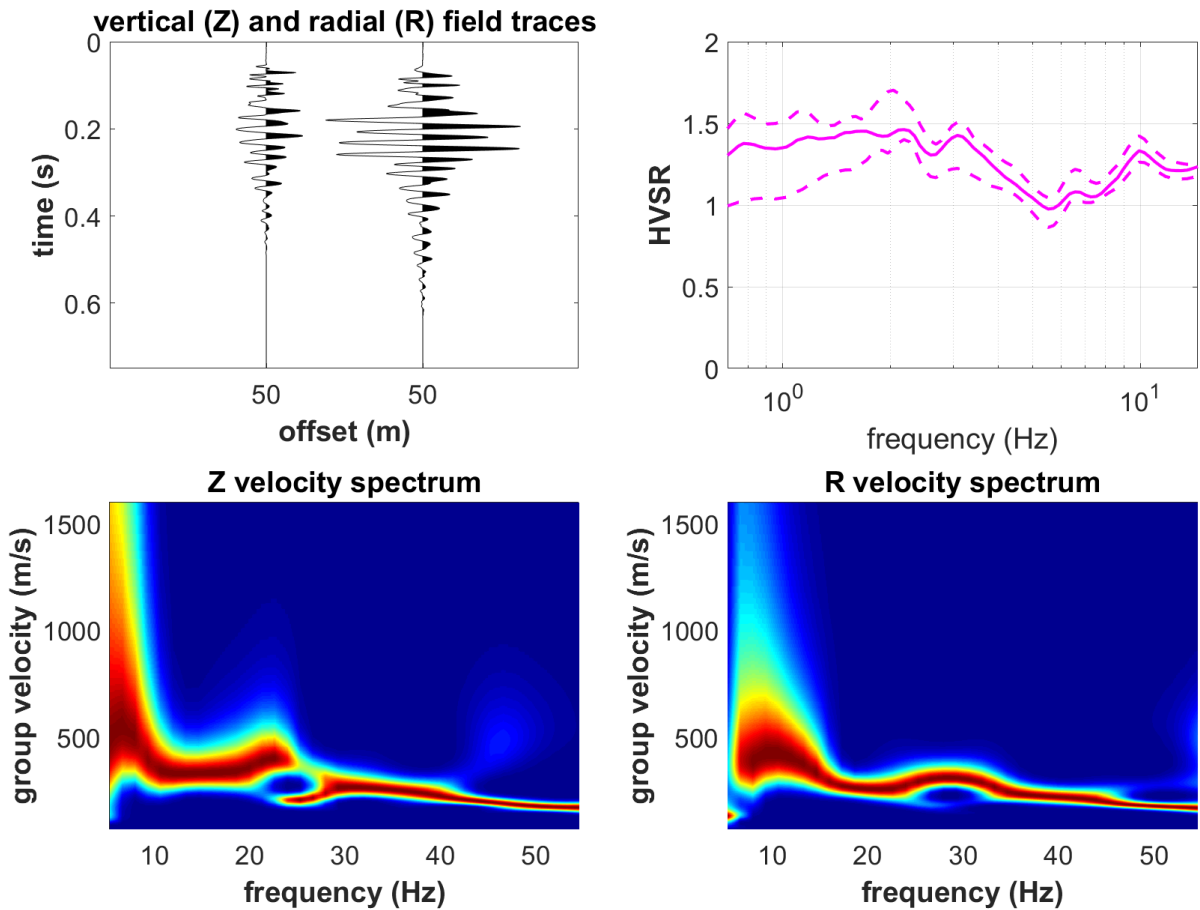 vertical (Z) and radial (R) field traces
0
0.2
0.4
0.6
time (s)
50
50
offset (m)
2
1.5
1
0.5
0
HVSR
10^0
10^1
frequency (Hz)
Z velocity spectrum
1500
1000
500
group velocity (m/s)
10
20
30
40
50
frequency (Hz)
R velocity spectrum
1500
1000
500
group velocity (m/s)
10
20
30
40
50
frequency (Hz)